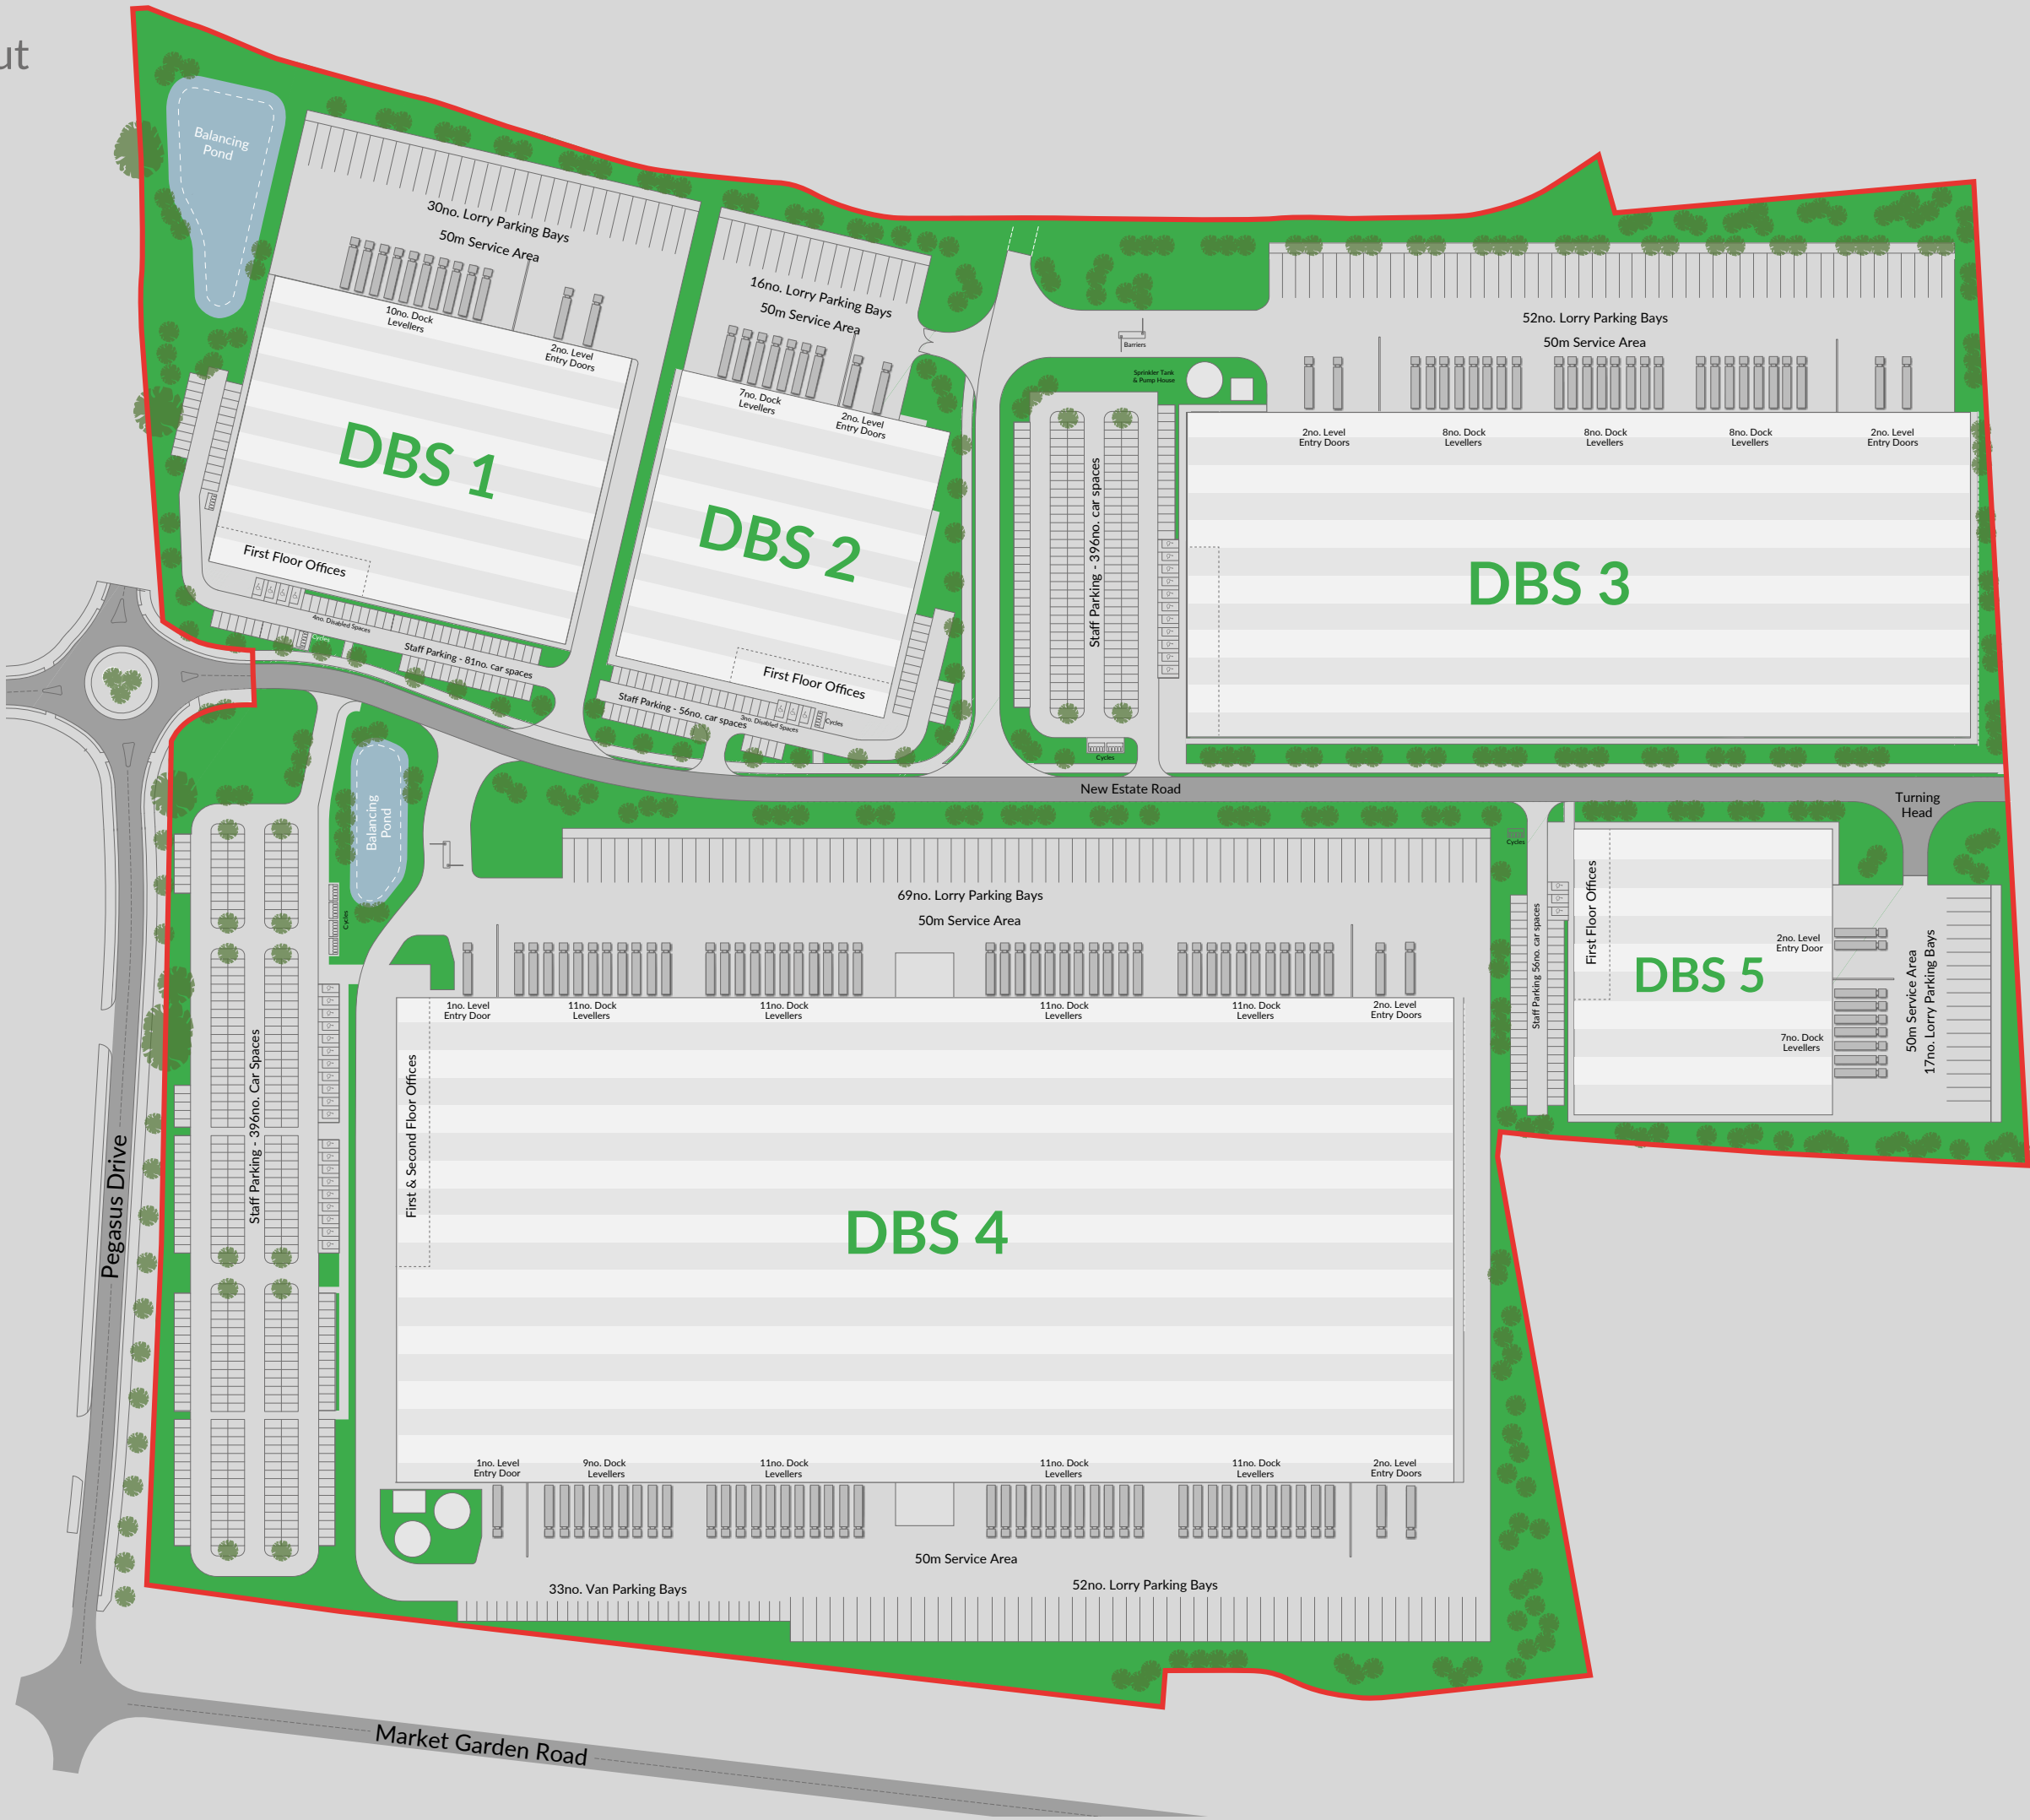 ut
Balancing
Pond
30no. Lorry Parking Bays
50m Service Area
10no. Dock
Levellers
2no. Level
Entry Doors
DBS 1
First Floor Offices
4no. Disabled Spaces
Cycles
Staff Parking - 81no. car spaces
16no. Lorry Parking Bays
50m Service Area
7no. Dock
Levellers
2no. Level
Entry Doors
DBS 2
First Floor Offices
Staff Parking - 56no. car spaces
3no. Disabled Spaces
Cycles
Barriers
Sprinkler Tank
& Pump House
Staff Parking - 396no. car spaces
Cycles
52no. Lorry Parking Bays
50m Service Area
2no. Level
Entry Doors
8no. Dock
Levellers
8no. Dock
Levellers
8no. Dock
Levellers
2no. Level
Entry Doors
DBS 3
New Estate Road
Turning
Head
Balancing
Pond
Cycles
Staff Parking - 396no. Car Spaces
Pegasus Drive
69no. Lorry Parking Bays
50m Service Area
1no. Level
Entry Door
11no. Dock
Levellers
11no. Dock
Levellers
11no. Dock
Levellers
11no. Dock
Levellers
2no. Level
Entry Doors
First & Second Floor Offices
DBS 4
1no. Level
Entry Door
9no. Dock
Levellers
11no. Dock
Levellers
11no. Dock
Levellers
11no. Dock
Levellers
2no. Level
Entry Doors
50m Service Area
33no. Van Parking Bays
52no. Lorry Parking Bays
Cycles
Staff Parking 56no. car spaces
First Floor Offices
DBS 5
2no. Level
Entry Door
7no. Dock
Levellers
50m Service Area
17no. Lorry Parking Bays
Market Garden Road